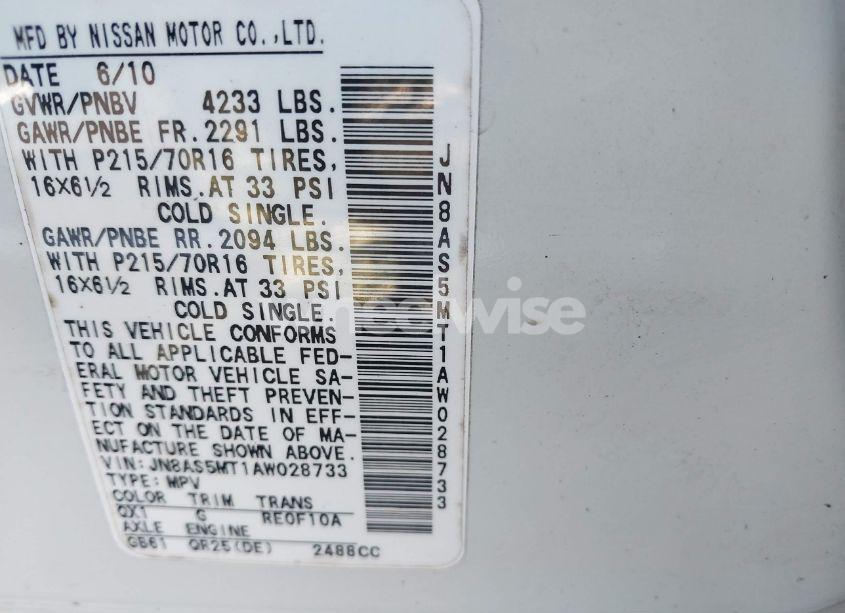 MFD BY NISSAN MOTOR CO.,LTD.
DATE 6/10
GVWR/PNBV 4233 LBS.
GAWR/PNBE FR.2291 LBS.
WITH P215/70R16 TIRES,
16X6½ RIMS.AT 33 PSI
COLD SINGLE.
GAWR/PNBE RR.2094 LBS.
WITH P215/70R16 TIRES,
16X6½ RIMS.AT 33 PSI
COLD SINGLE.
THIS VEHICLE CONFORMS
TO ALL APPLICABLE FED-
ERAL MOTOR VEHICLE SA-
FETY AND THEFT PREVEN-
TION STANDARDS IN EFF-
ECT ON THE DATE OF MA-
NUFACTURE SHOWN ABOVE.
VIN:JN8AS5MT1AW028733
TYPE:MPV
COLOR TRIM TRANS
QX1 G RE0F10A
AXLE ENGINE
GB61 QR25(DE) 2488CC
JN8AS5MT1AW028733